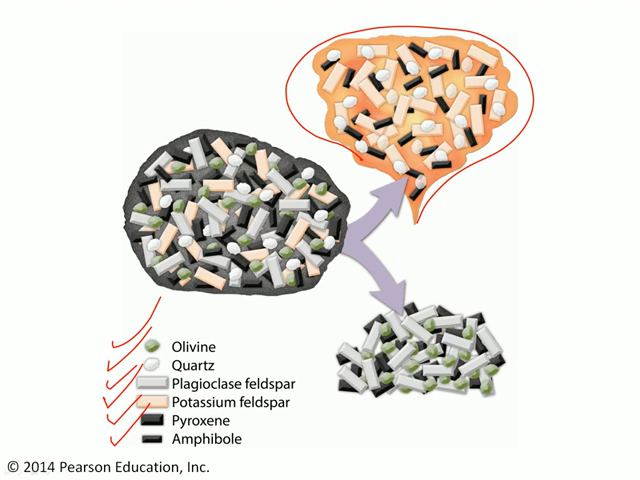 Olivine
Quartz
Plagioclase feldspar
Potassium feldspar
Pyroxene
Amphibole
© 2014 Pearson Education, Inc.